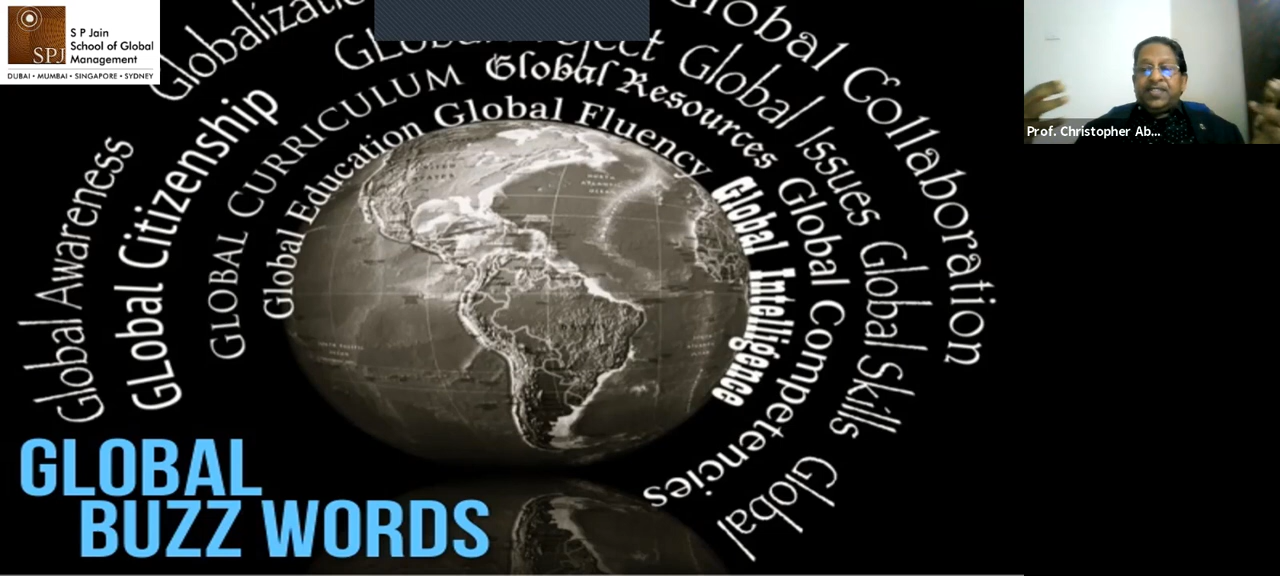 S P Jain
School of Global
Management
SPJ
DUBAI • MUMBAI • SINGAPORE • SYDNEY
Global Collaboration
Global Issues
Global Skills
Global Resources
Global Competencies
GLOBAL CURRICULUM
Global Education
Global Fluency
Global Intelligence
Global Citizenship
Global Awareness
Global
GLOBAL
BUZZ WORDS
Prof. Christopher Ab...